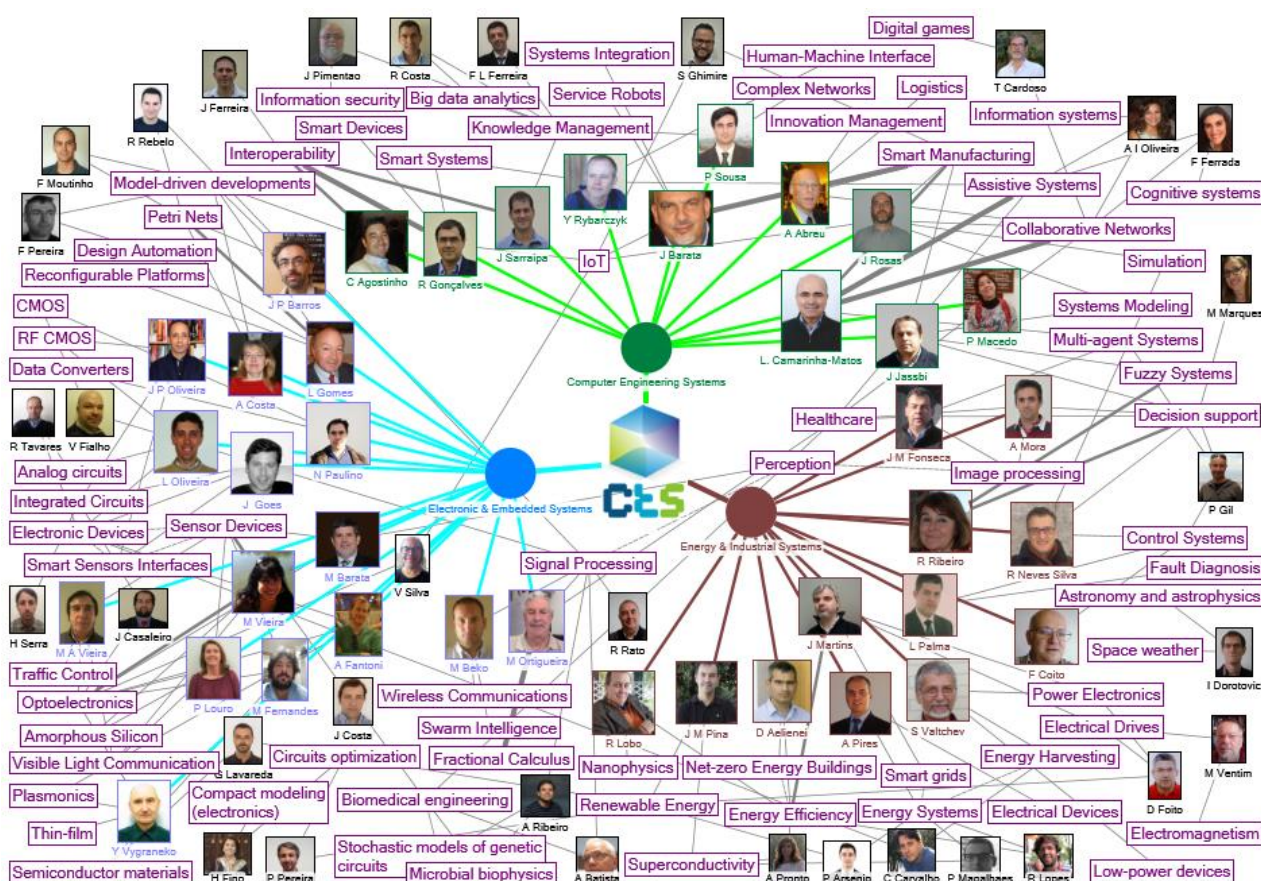 Digital games
J Pimentao
R Costa
F L Ferreira
Systems Integration
S Ghimire
Human-Machine Interface
T Cardoso
J Ferreira
Information security
Big data analytics
Service Robots
Complex Networks
Logistics
R Rebelo
Smart Devices
Knowledge Management
Innovation Management
Information systems
A I Oliveira
F Ferrada
Interoperability
Smart Systems
P Sousa
Smart Manufacturing
F Moutinho
Model-driven developments
Assistive Systems
Cognitive systems
Petri Nets
Y Rybarczyk
A Abreu
Collaborative Networks
F Pereira
Design Automation
J Sarraipa
IoT
J Barata
J Rosas
Simulation
Reconfigurable Platforms
C Agostinho
R Gonçalves
CMOS
J P Barros
Systems Modeling
M Marques
RF CMOS
P Macedo
Multi-agent Systems
L. Camarinha-Matos
Data Converters
J Jassbi
Fuzzy Systems
Computer Engineering Systems
J P Oliveira
A Costa
L Gomes
Healthcare
Decision support
R Tavares
V Fialho
J M Fonseca
A Mora
Analog circuits
L Oliveira
N Paulino
Perception
Image processing
Integrated Circuits
J Goes
cts
P Gil
Electronic Devices
Sensor Devices
Electronic & Embedded Systems
Energy & Industrial Systems
Control Systems
Smart Sensors Interfaces
M Barata
V Silva
Signal Processing
R Ribeiro
R Neves Silva
Fault Diagnosis
Astronomy and astrophysics
H Serra
M A Vieira
J Casaleiro
M Vieira
A Fantoni
M Beko
M Ortigueira
R Rato
J Martins
L Palma
F Coito
Space weather
I Dorotovic
Traffic Control
Optoelectronics
P Louro
M Fernandes
J Costa
Wireless Communications
Power Electronics
Amorphous Silicon
Swarm Intelligence
R Lobo
J M Pina
D Aelienei
A Pires
S Valtchev
Electrical Drives
Visible Light Communication
G Lavareda
Circuits optimization
Fractional Calculus
Nanophysics
Net-zero Energy Buildings
Smart grids
Energy Harvesting
M Ventim
Plasmonics
Compact modeling
(electronics)
Biomedical engineering
A Ribeiro
Renewable Energy
Energy Efficiency
Energy Systems
Electrical Devices
D Foito
Thin-film
Y Vygraneko
Electromagnetism
Stochastic models of genetic
circuits
Semiconductor materials
H Fino
P Pereira
Microbial biophysics
A Batista
Superconductivity
A Pronto
P Arsenio
C Carvalho
P Magalhaes
R Lopes
Low-power devices